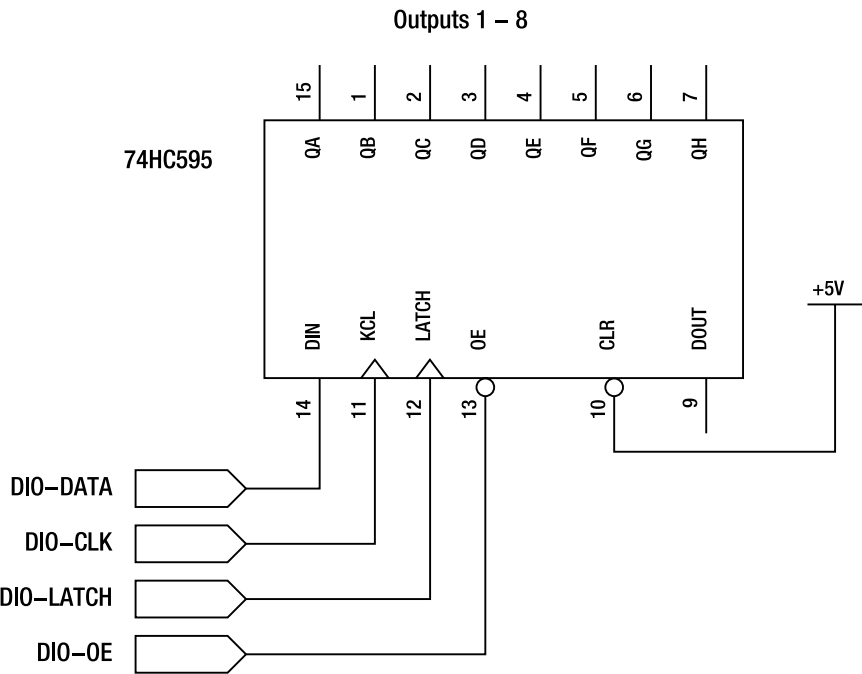 Outputs 1 – 8
15 1 2 3 4 5 6 7
74HC595
QA QB QC QD QE QF QG QH
+5V
DIN KCL LATCH OE CLR DOUT
14 11 12 13 10 9
DIO–DATA
DIO–CLK
DIO–LATCH
DIO–OE